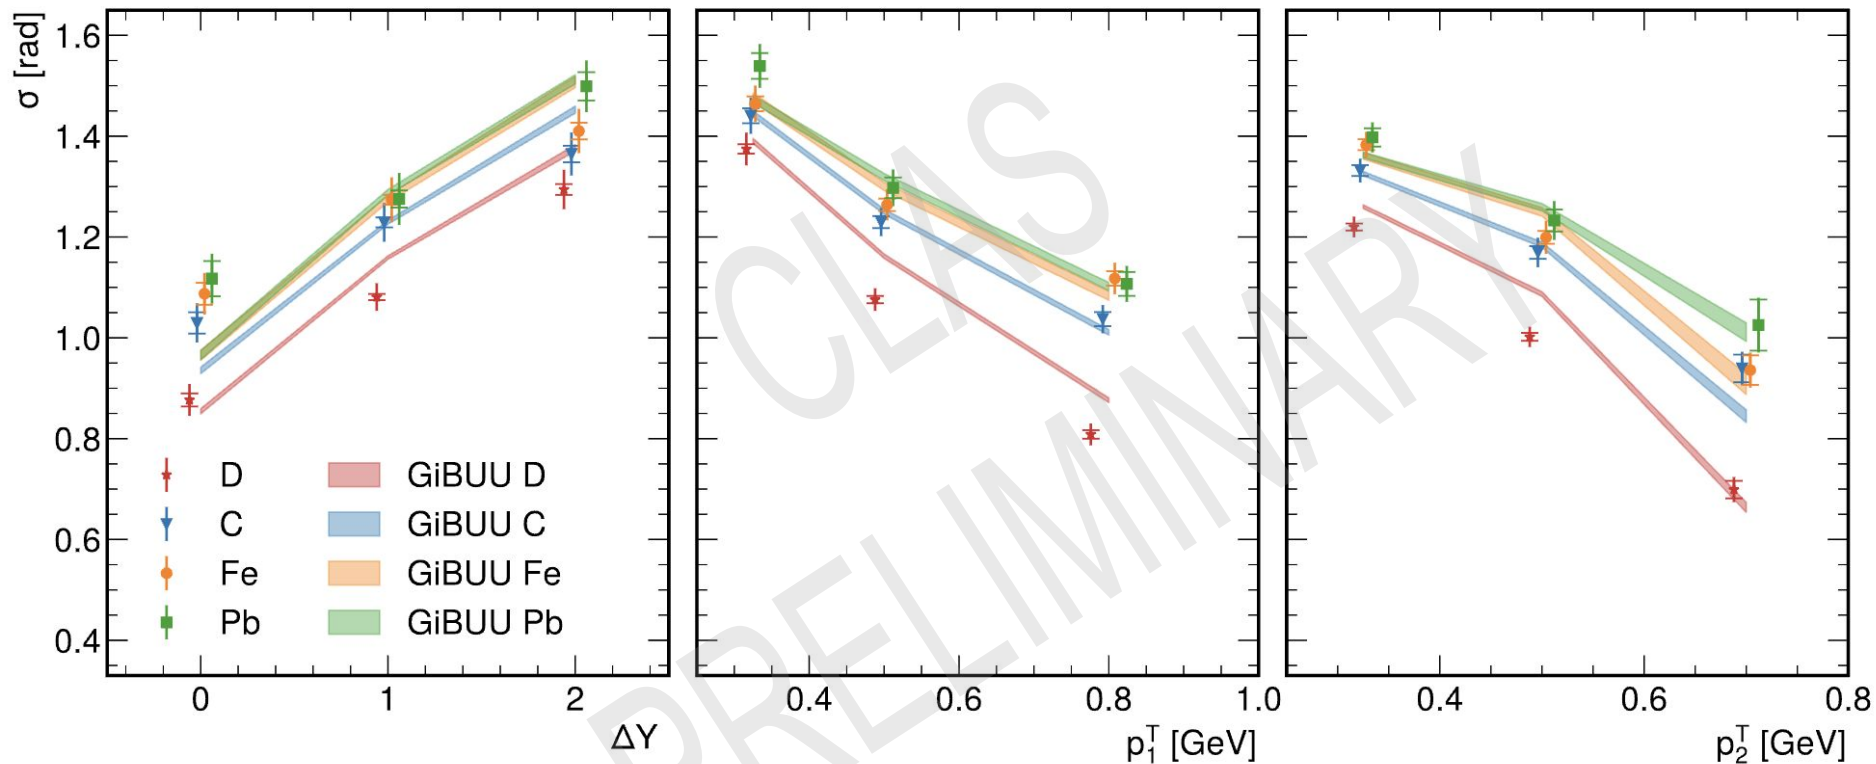 σ [rad]
1.6
1.4
1.2
1.0
0.8
0.6
0.4
D GiBUU D
C GiBUU C
Fe GiBUU Fe
Pb GiBUU Pb
0 1 2
ΔY
0.4 0.6 0.8 1.0
p₁ᵀ [GeV]
0.4 0.6 0.8
p₂ᵀ [GeV]
CLAS
PRELIMINARY